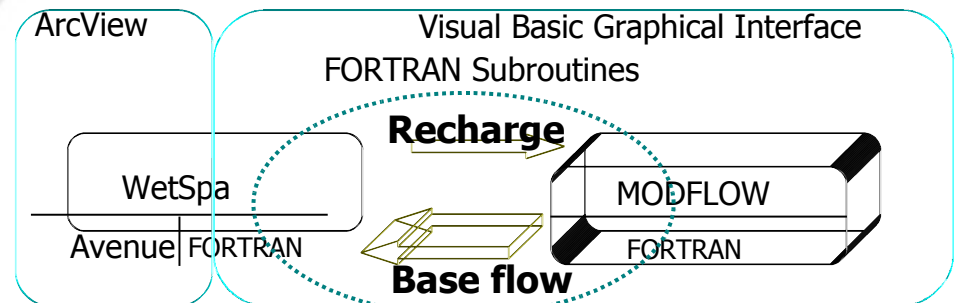 ArcView
Visual Basic Graphical Interface
FORTRAN Subroutines
Recharge
WetSpa
MODFLOW
Avenue FORTRAN
FORTRAN
Base flow